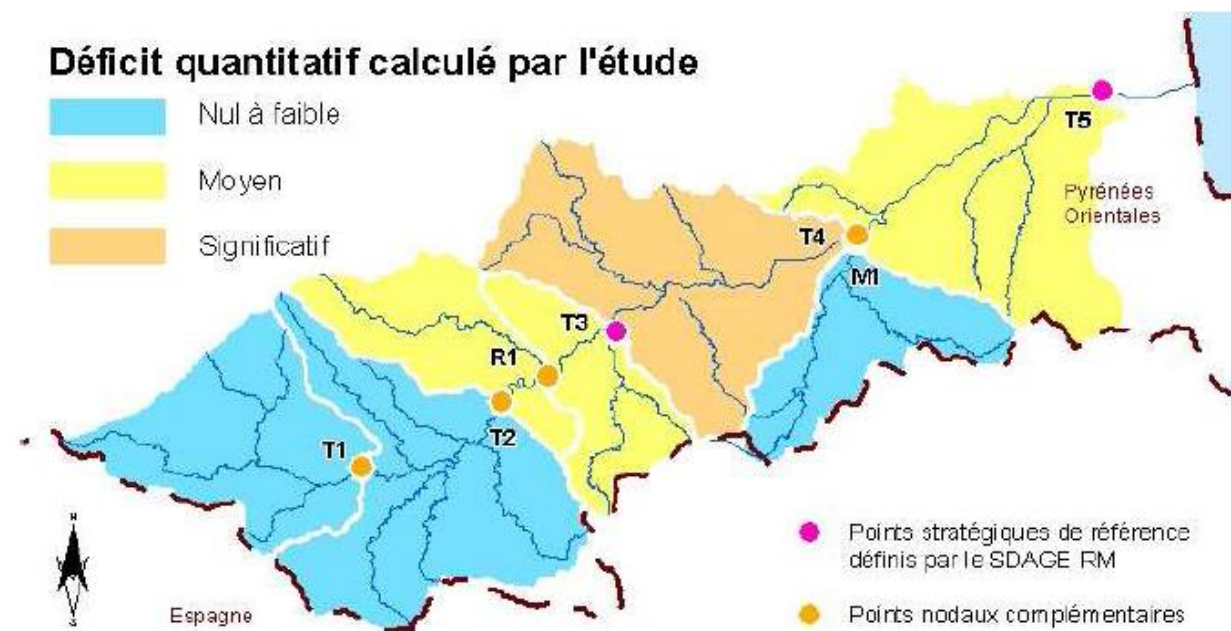 Déficit quantitatif calculé par l'étude
Nul à faible
Moyen
Significatif
T5
Pyrénées
Orientales
T4
M1
T3
R1
T2
T1
Points stratégiques de référence
définis par le SDAGE RM
N
S
Espagne
Points nodaux complémentaires